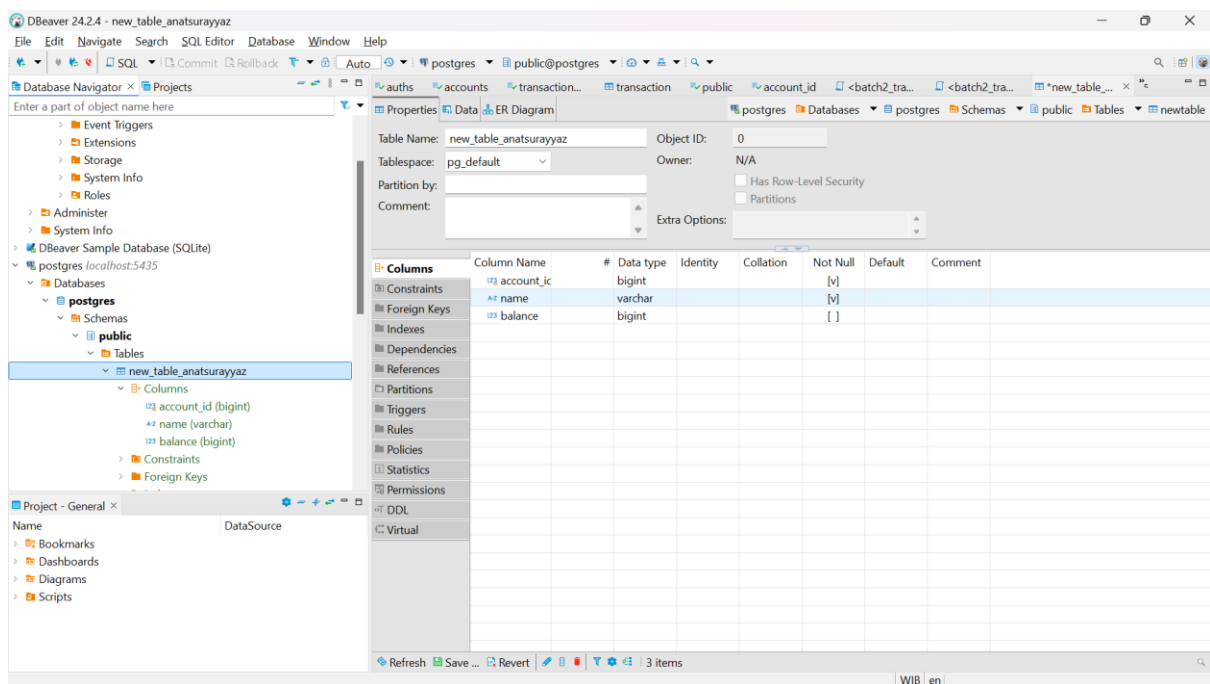 DBeaver 24.2.4 - new_table_anatsurayyaz
File Edit Navigate Search SQL Editor Database Window Help
SQL Commit Rollback Auto postgres public@postgres
Database Navigator Projects
Enter a part of object name here
Event Triggers
Extensions
Storage
System Info
Roles
Administer
System Info
DBeaver Sample Database (SQLite)
postgres localhost:5435
Databases
postgres
Schemas
public
Tables
new_table_anatsurayyaz
Columns
account_id (bigint)
name (varchar)
balance (bigint)
Constraints
Foreign Keys
Project - General
Name DataSource
Bookmarks
Dashboards
Diagrams
Scripts
auths accounts transaction... transaction public account_id <batch2_tra... <batch2_tra... *new_table_...
Properties Data ER Diagram postgres Databases postgres Schemas public Tables newtable
Table Name: new_table_anatsurayyaz Object ID: 0
Tablespace: pg_default Owner: N/A
Partition by: Has Row-Level Security
Partitions
Comment: Extra Options:
Columns
Constraints
Foreign Keys
Indexes
Dependencies
References
Partitions
Triggers
Rules
Policies
Statistics
Permissions
DDL
Virtual
Column Name # Data type Identity Collation Not Null Default Comment
123 account_ic bigint [v]
A-Z name varchar [v]
123 balance bigint [ ]
Refresh Save ... Revert 3 items
WIB en